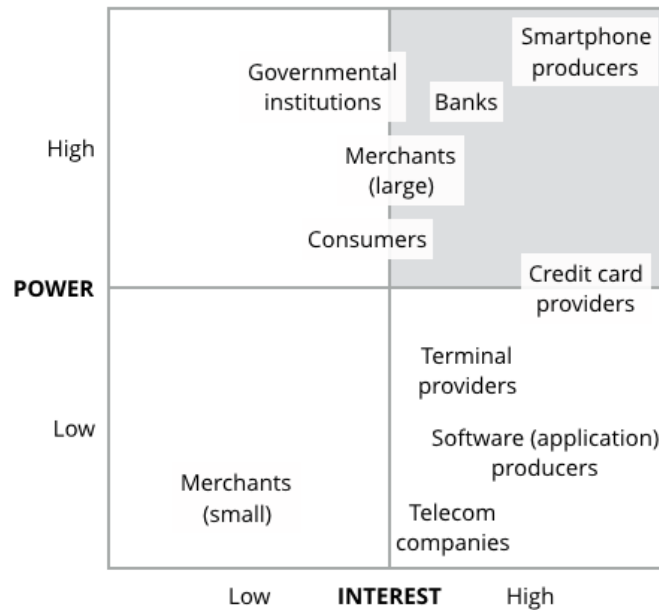 Smartphone
producers
Governmental
institutions
Banks
High
Merchants
(large)
Consumers
Credit card
providers
POWER
Terminal
providers
Low
Software (application)
producers
Merchants
(small)
Telecom
companies
Low
INTEREST
High